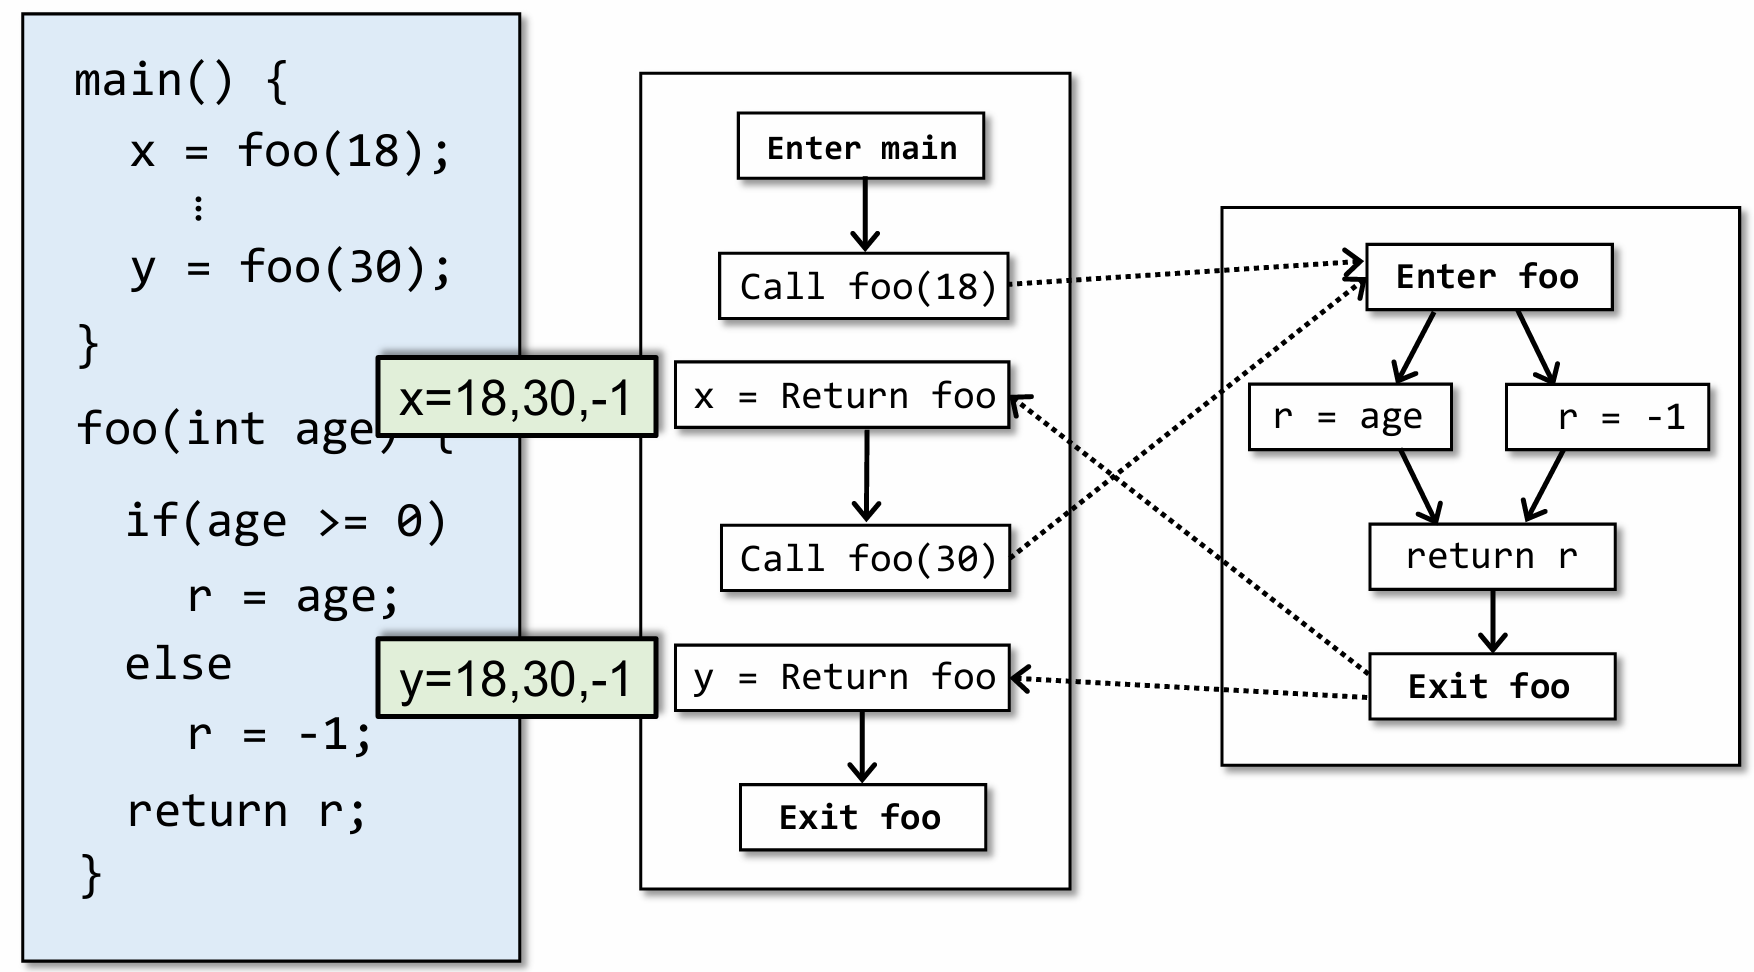 main() {
x = foo(18);
⋮
y = foo(30);
}
foo(int age) {
if(age >= 0)
r = age;
else
r = -1;
return r;
}
x=18,30,-1
y=18,30,-1
Enter main
Call foo(18)
x = Return foo
Call foo(30)
y = Return foo
Exit foo
Enter foo
r = age
r = -1
return r
Exit foo